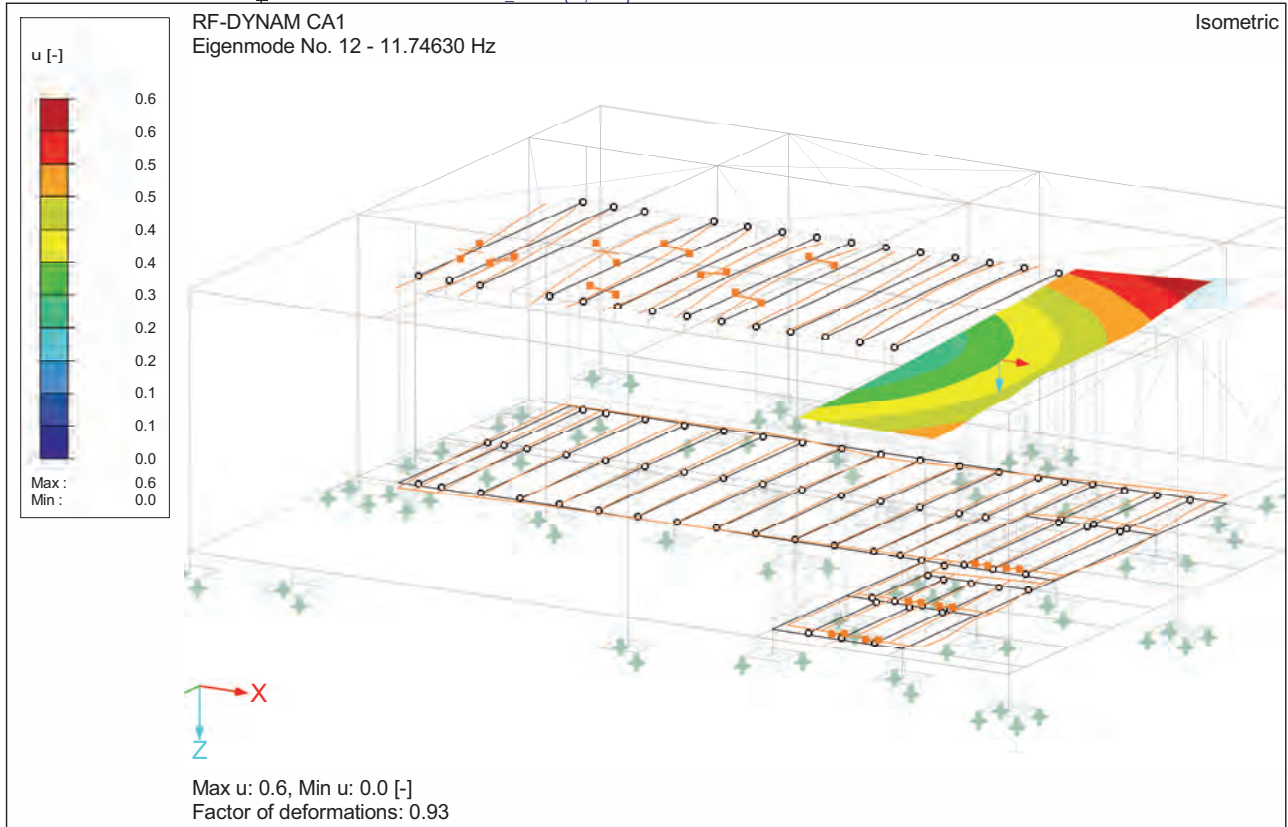 RF-DYNAM CA1
Isometric
Eigenmode No. 12 - 11.74630 Hz
u [-]
0.6
0.6
0.5
0.5
0.4
0.4
0.3
0.2
0.2
0.1
0.1
0.0
Max : 0.6
Min : 0.0
X
Z
Max u: 0.6, Min u: 0.0 [-]
Factor of deformations: 0.93